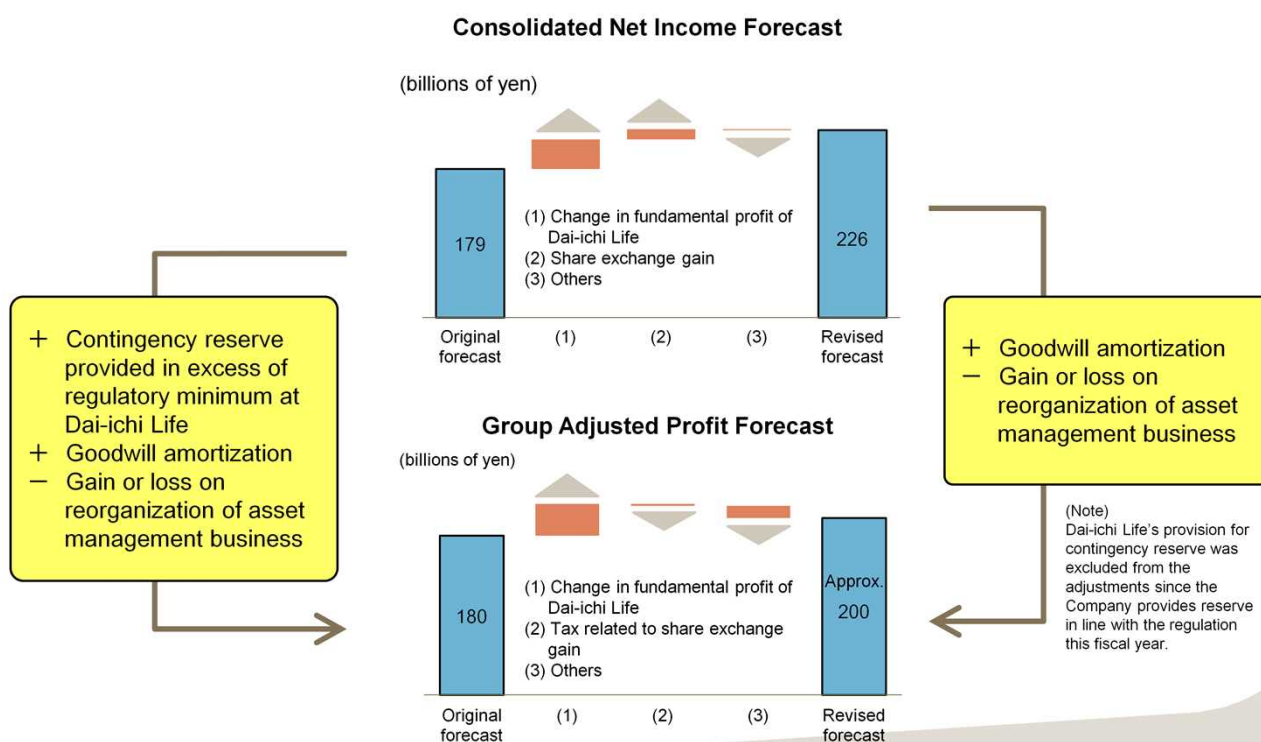 Consolidated Net Income Forecast
(billions of yen)
179
(1) Change in fundamental profit of
Dai-ichi Life
(2) Share exchange gain
(3) Others
226
Original
forecast
(1)
(2)
(3)
Revised
forecast
+ Contingency reserve
provided in excess of
regulatory minimum at
Dai-ichi Life
+ Goodwill amortization
− Gain or loss on
reorganization of asset
management business
+ Goodwill amortization
− Gain or loss on
reorganization of asset
management business
Group Adjusted Profit Forecast
(billions of yen)
180
(1) Change in fundamental profit of
Dai-ichi Life
(2) Tax related to share exchange
gain
(3) Others
Approx.
200
Original
forecast
(1)
(2)
(3)
Revised
forecast
(Note)
Dai-ichi Life's provision for
contingency reserve was
excluded from the
adjustments since the
Company provides reserve
in line with the regulation
this fiscal year.